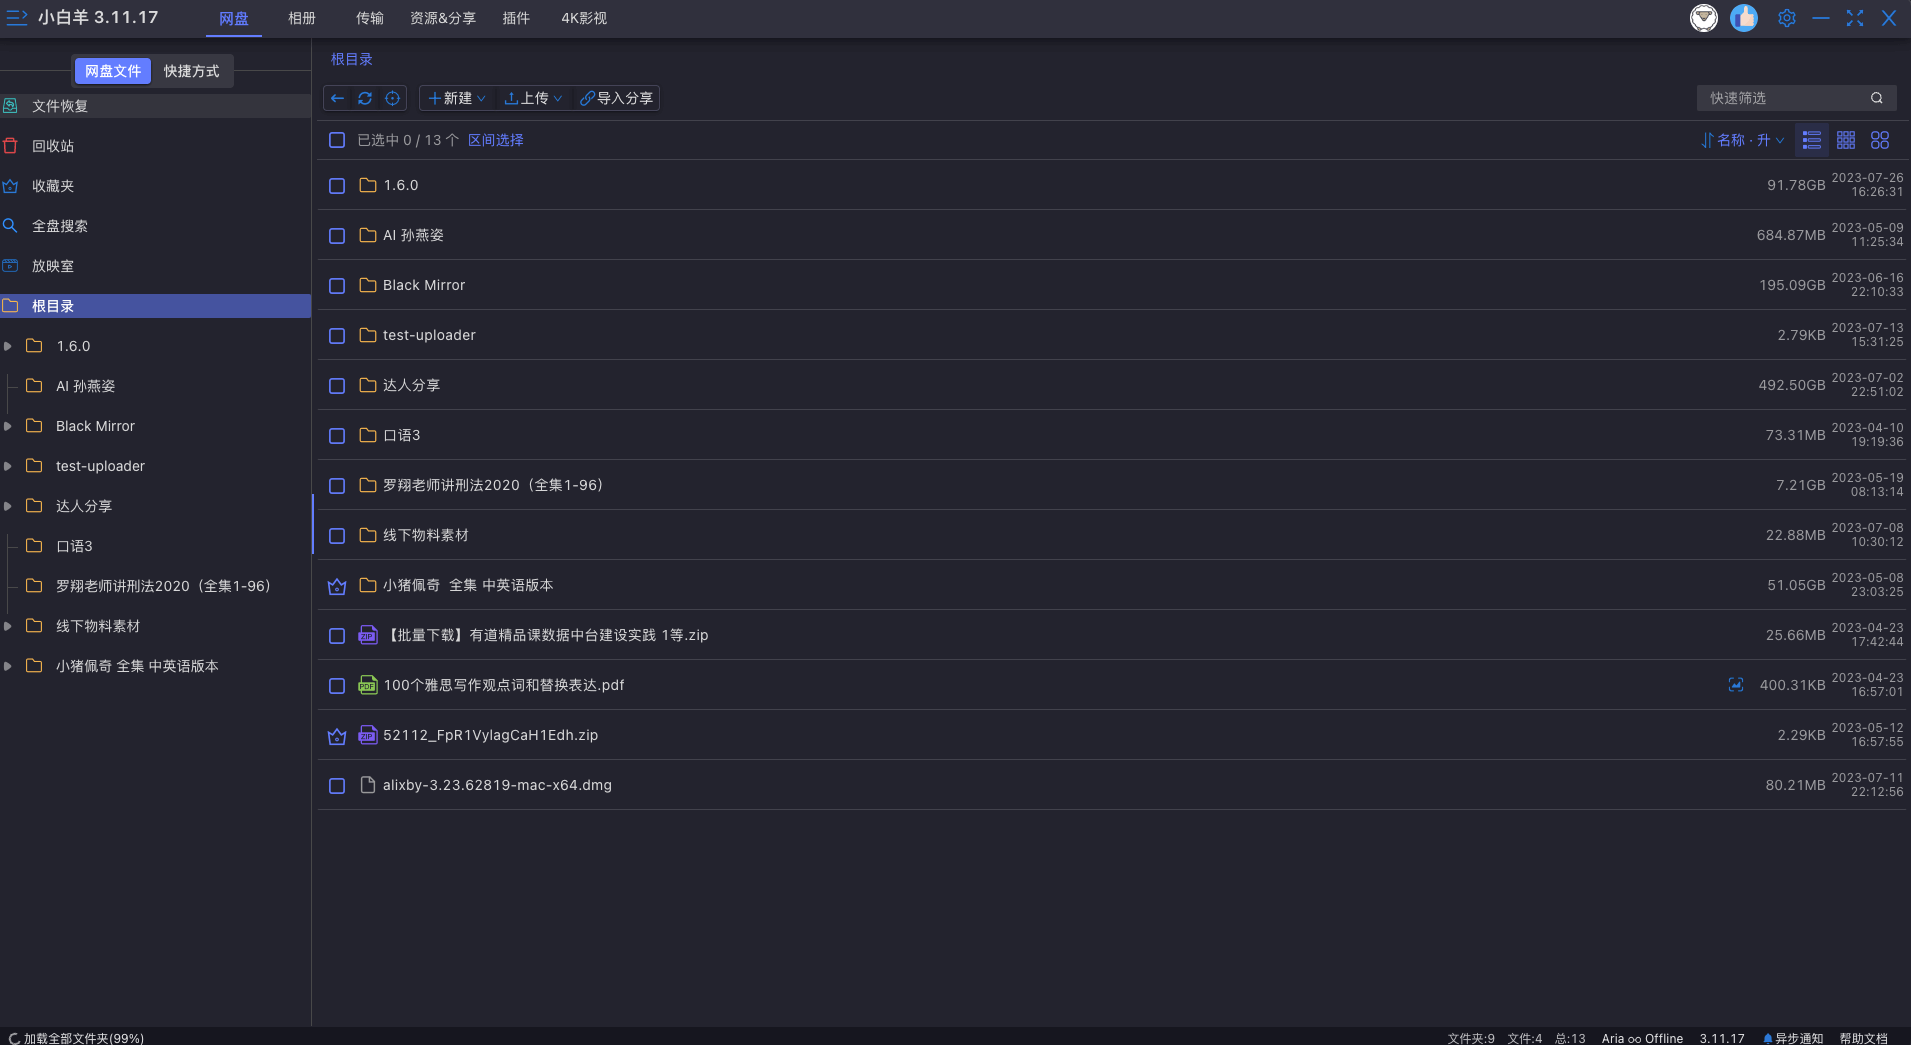 小白羊 3.11.17
网盘 相册 传输 资源&分享 插件 4K影视
网盘文件 快捷方式
文件恢复
回收站
收藏夹
全盘搜索
放映室
根目录
1.6.0
AI 孙燕姿
Black Mirror
test-uploader
达人分享
口语3
罗翔老师讲刑法2020（全集1-96）
线下物料素材
小猪佩奇 全集 中英语版本
根目录
新建 上传 导入分享 快速筛选
已选中 0 / 13 个 区间选择 名称 · 升
1.6.0 91.78GB 2023-07-26 16:26:31
AI 孙燕姿 684.87MB 2023-05-09 11:25:34
Black Mirror 195.09GB 2023-06-16 22:10:33
test-uploader 2.79KB 2023-07-13 15:31:25
达人分享 492.50GB 2023-07-02 22:51:02
口语3 73.31MB 2023-04-10 19:19:36
罗翔老师讲刑法2020（全集1-96） 7.21GB 2023-05-19 08:13:14
线下物料素材 22.88MB 2023-07-08 10:30:12
小猪佩奇 全集 中英语版本 51.05GB 2023-05-08 23:03:25
ZIP 【批量下载】有道精品课数据中台建设实践 1等.zip 25.66MB 2023-04-23 17:42:44
PDF 100个雅思写作观点词和替换表达.pdf 400.31KB 2023-04-23 16:57:01
ZIP 52112_FpR1VylagCaH1Edh.zip 2.29KB 2023-05-12 16:57:55
alixby-3.23.62819-mac-x64.dmg 80.21MB 2023-07-11 22:12:56
加载全部文件夹(99%) 文件夹:9 文件:4 总:13 Aria Offline 3.11.17 异步通知 帮助文档